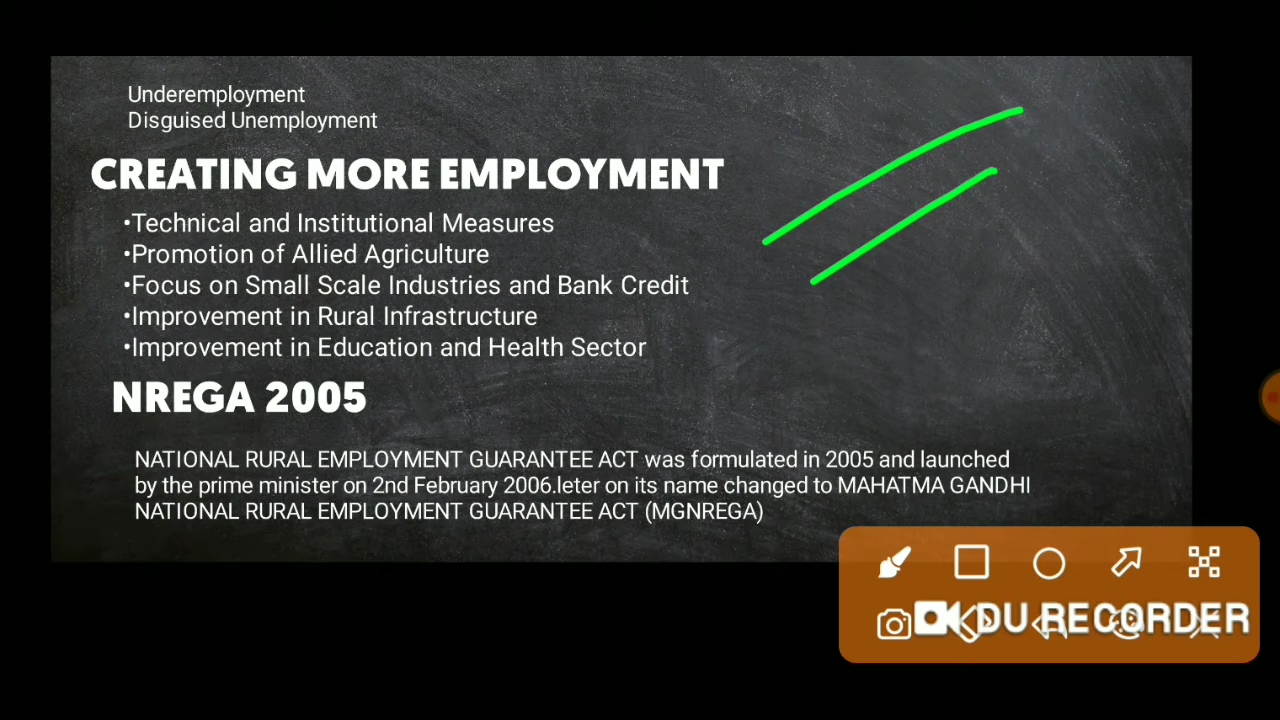 Underemployment
Disguised Unemployment
CREATING MORE EMPLOYMENT
•Technical and Institutional Measures
•Promotion of Allied Agriculture
•Focus on Small Scale Industries and Bank Credit
•Improvement in Rural Infrastructure
•Improvement in Education and Health Sector
NREGA 2005
NATIONAL RURAL EMPLOYMENT GUARANTEE ACT was formulated in 2005 and launched
by the prime minister on 2nd February 2006.leter on its name changed to MAHATMA GANDHI
NATIONAL RURAL EMPLOYMENT GUARANTEE ACT (MGNREGA)
DU RECORDER